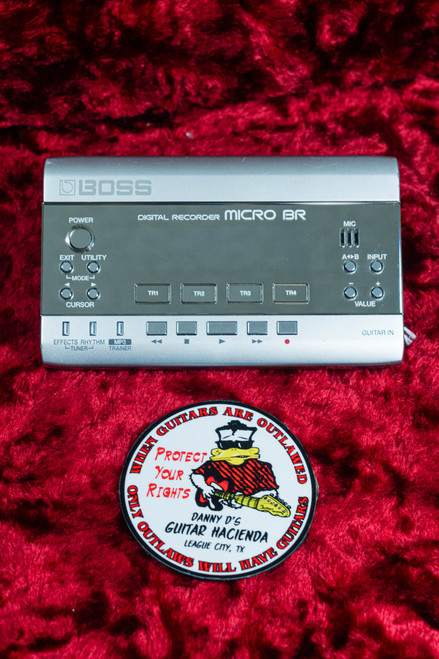 BOSS
DIGITAL RECORDER MICRO BR
POWER
MIC
EXIT UTILITY
A↔B INPUT
MODE
CURSOR
− +
VALUE
TR1 TR2 TR3 TR4
EFFECTS RHYTHM
TUNER
MP3
TRAINER
GUITAR IN
WHEN GUITARS ARE OUTLAWED
PROTECT
YOUR
RIGHTS
DANNY D'S
GUITAR HACIENDA
LEAGUE CITY, TX
ONLY OUTLAWS WILL HAVE GUITARS